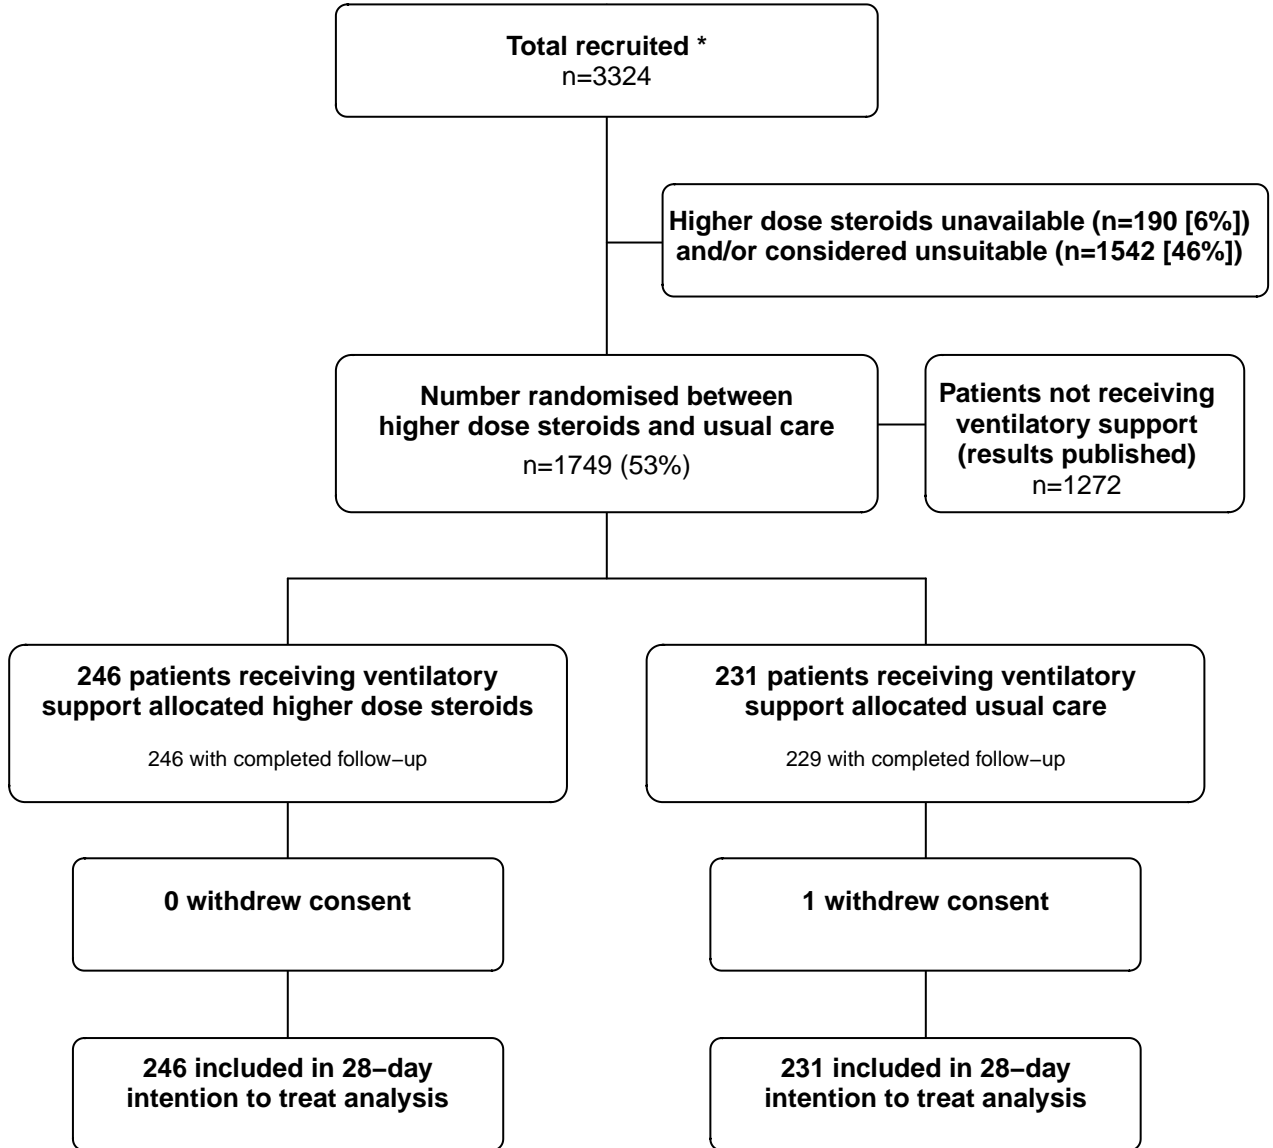 Total recruited *
n=3324
Higher dose steroids unavailable (n=190 [6%])
and/or considered unsuitable (n=1542 [46%])
Number randomised between
higher dose steroids and usual care
n=1749 (53%)
Patients not receiving
ventilatory support
(results published)
n=1272
246 patients receiving ventilatory
support allocated higher dose steroids
246 with completed follow−up
231 patients receiving ventilatory
support allocated usual care
229 with completed follow−up
0 withdrew consent
1 withdrew consent
246 included in 28−day
intention to treat analysis
231 included in 28−day
intention to treat analysis